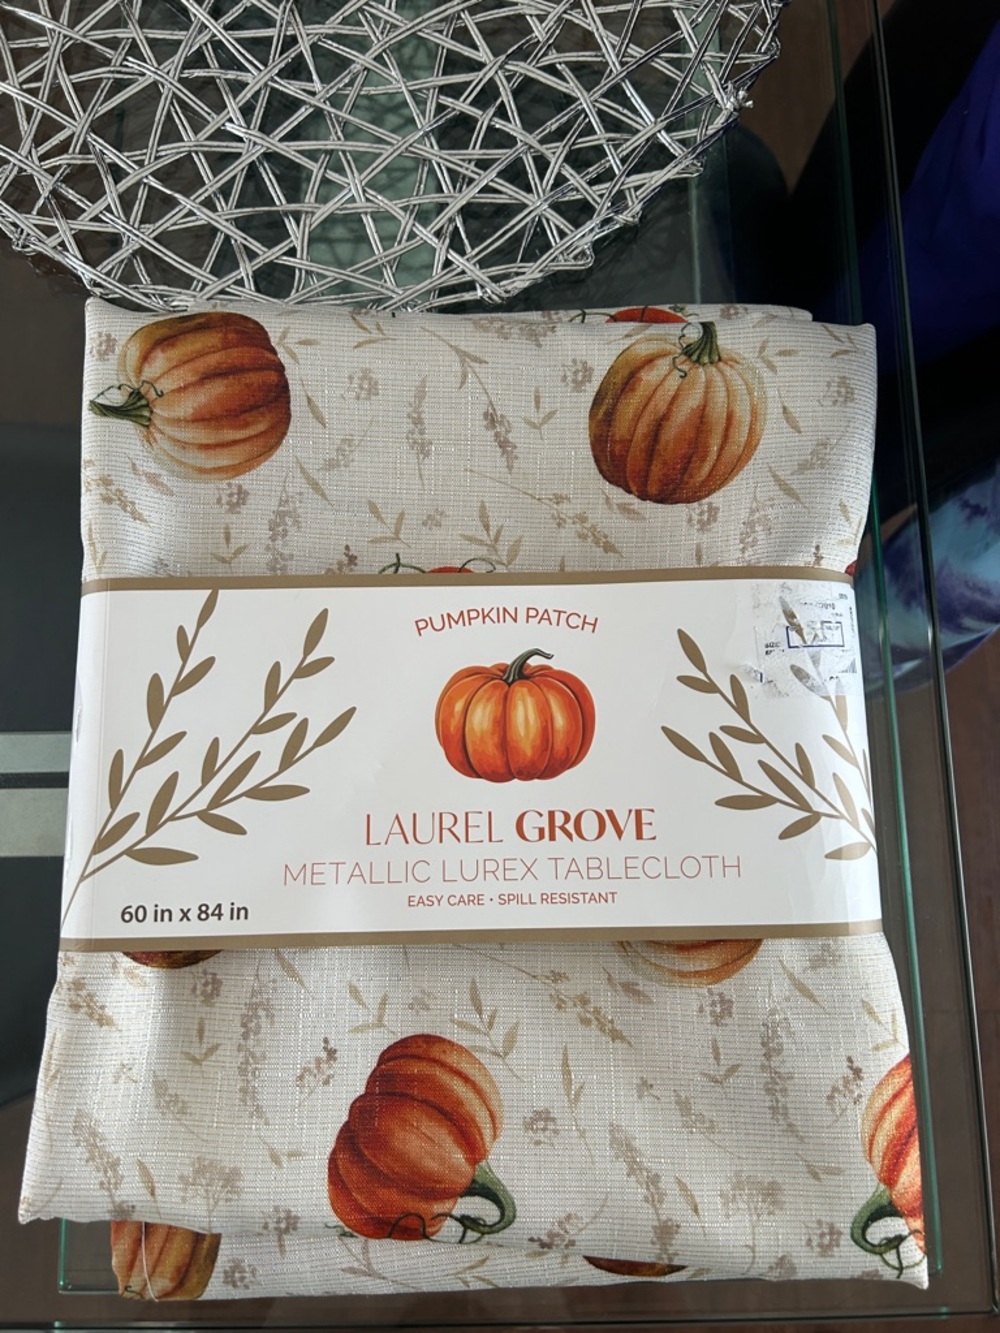 PUMPKIN PATCH
LAUREL GROVE
METALLIC LUREX TABLECLOTH
EASY CARE • SPILL RESISTANT
60 in x 84 in